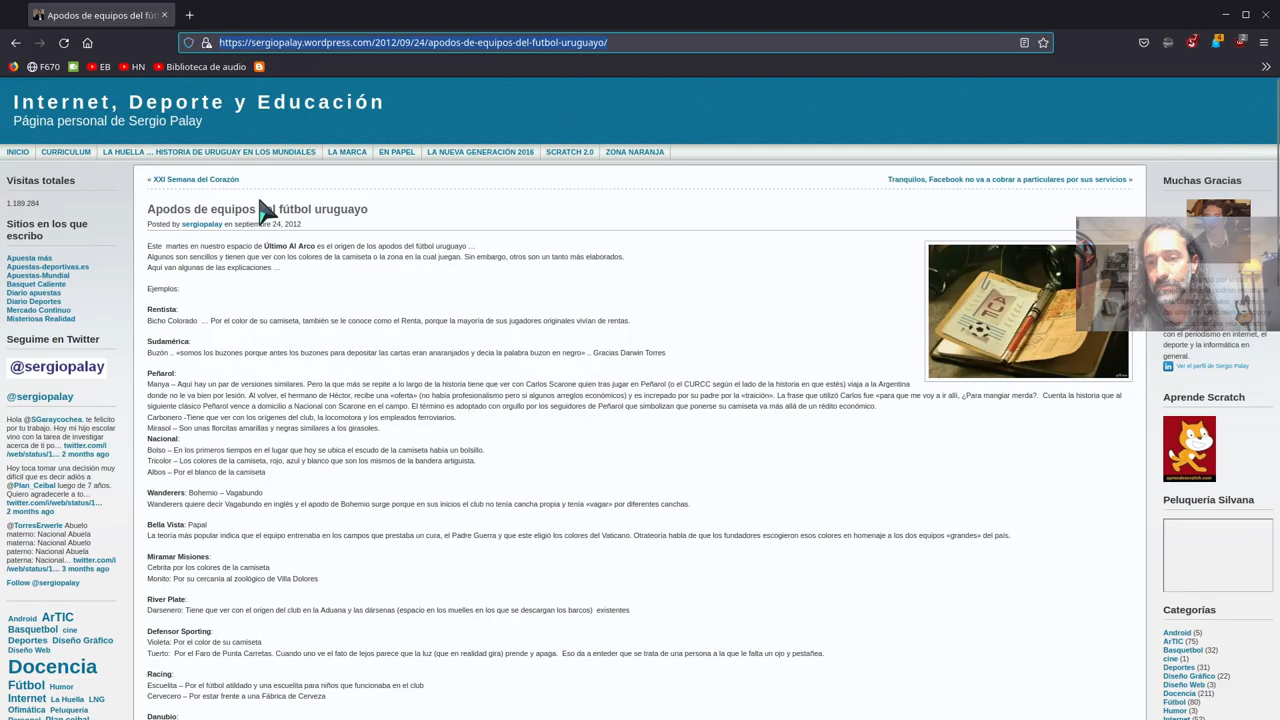 Apodos de equipos del fút
https://sergiopalay.wordpress.com/2012/09/24/apodos-de-equipos-del-futbol-uruguayo/
F670
EB
HN
Biblioteca de audio
Internet, Deporte y Educación
Página personal de Sergio Palay
INICIO CURRICULUM LA HUELLA … HISTORIA DE URUGUAY EN LOS MUNDIALES LA MARCA EN PAPEL LA NUEVA GENERACIÓN 2016 SCRATCH 2.0 ZONA NARANJA
Visitas totales
1.189.284
Sitios en los que
escribo
Apuesta más
Apuestas-deportivas.es
Apuestas-Mundial
Basquet Caliente
Diario apuestas
Diario Deportes
Mercado Continuo
Misteriosa Realidad
Seguime en Twitter
@sergiopalay
@sergiopalay
Hola @SGaraycochea. te felicito
por tu trabajo. Hoy mi hijo escolar
vino con la tarea de investigar
acerca de ti po… twitter.com/i
/web/status/1… 2 months ago
Hoy toca tomar una decisión muy
dificil que es decir adiós a
@Plan_Ceibal luego de 7 años.
Quiero agradecerle a to…
twitter.com/i/web/status/1…
2 months ago
@TorresErwerle Abuelo
materno: Nacional Abuela
materna: Nacional Abuelo
paterno: Nacional Abuela
paterna: Nacional… twitter.com/i
/web/status/1… 3 months ago
Follow @sergiopalay
Android ArTIC
Basquetbol cine
Deportes Diseño Gráfico
Diseño Web
Docencia
Fútbol Humor
Internet La Huella LNG
Ofimática Peluquería
Personal Plan ceibal
« XXI Semana del Corazón
Tranquilos, Facebook no va a cobrar a particulares por sus servicios »
Apodos de equipos del fútbol uruguayo
Posted by sergiopalay en septiembre 24, 2012
Este martes en nuestro espacio de Último Al Arco es el origen de los apodos del fútbol uruguayo …
Algunos son sencillos y tienen que ver con los colores de la camiseta o la zona en la cual juegan. Sin embargo, otros son un tanto más elaborados.
Aquí van algunas de las explicaciones …
Ejemplos:
Rentista:
Bicho Colorado … Por el color de su camiseta, también se le conoce como el Renta, porque la mayoría de sus jugadores originales vivían de rentas.
Sudamérica:
Buzón .. «somos los buzones porque antes los buzones para depositar las cartas eran anaranjados y decia la palabra buzon en negro» .. Gracias Darwin Torres
Peñarol:
Manya – Aquí hay un par de versiones similares. Pero la que más se repite a lo largo de la historia tiene que ver con Carlos Scarone quien tras jugar en Peñarol (o el CURCC según el lado de la historia en que estés) viaja a la Argentina
donde no le va bien por lesión. Al volver, el hermano de Héctor, recibe una «oferta» (no había profesionalismo pero si algunos arreglos económicos) y es increpado por su padre por la «traición». La frase que utilizó Carlos fue «para que me voy a ir allí, ¿Para mangiar merda?. Cuenta la historia que al
siguiente clásico Peñarol vence a domicilio a Nacional con Scarone en el campo. El término es adoptado con orgullo por los seguidores de Peñarol que simbolizan que ponerse su camiseta va más allá de un rédito económico.
Carbonero -Tiene que ver con los orígenes del club, la locomotora y los empleados ferroviarios.
Mirasol – Son unas florcitas amarillas y negras similares a los girasoles.
Nacional:
Bolso – En los primeros tiempos en el lugar que hoy se ubica el escudo de la camiseta había un bolsillo.
Tricolor – Los colores de la camiseta, rojo, azul y blanco que son los mismos de la bandera artiguista.
Albos – Por el blanco de la camiseta
Wanderers: Bohemio – Vagabundo
Wanderers quiere decir Vagabundo en inglés y el apodo de Bohemio surge porque en sus inicios el club no tenía cancha propia y tenía «vagar» por diferentes canchas.
Bella Vista: Papal
La teoría más popular indica que el equipo entrenaba en los campos que prestaba un cura, el Padre Guerra y que este eligió los colores del Vaticano. Otrateoria habla de que los fundadores escogieron esos colores en homenaje a los dos equipos «grandes» del país.
Miramar Misiones:
Cebrita por los colores de la camiseta
Monito: Por su cercanía al zoológico de Villa Dolores
River Plate:
Darsenero: Tiene que ver con el origen del club en la Aduana y las dársenas (espacio en los muelles en los que se descargan los barcos) existentes
Defensor Sporting:
Violeta: Por el color de su camiseta
Tuerto: Por el Faro de Punta Carretas. Cuando uno ve el fato de lejos parece que la luz (que en realidad gira) prende y apaga. Eso da a enteder que se trata de una persona a la que le falta un ojo y pestañea.
Racing:
Escuelita – Por el fútbol atildado y una escuelita para niños que funcionaba en el club
Cervecero – Por estar frente a una Fábrica de Cerveza
Danubio:
Muchas Gracias
con el periodismo en internet, el
deporte y la informática en
general.
Ver el perfil de Sergio Palay
Aprende Scratch
Peluquería Silvana
Categorías
Android (5)
ArTIC (75)
Basquetbol (32)
cine (1)
Deportes (31)
Diseño Gráfico (22)
Diseño Web (3)
Docencia (211)
Fútbol (80)
Humor (3)
Internet (52)